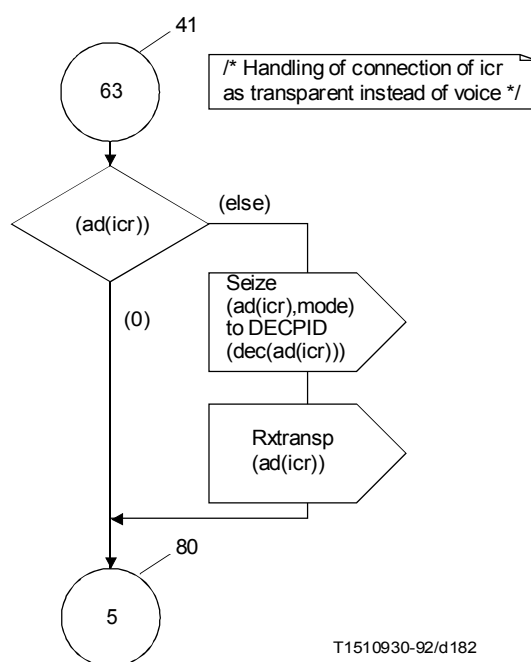 41
63
/* Handling of connection of icr
as transparent instead of voice */
(ad(icr))
(else)
(0)
Seize
(ad(icr),mode)
to DECPID
(dec(ad(icr)))
Rxtransp
(ad(icr))
80
5
T1510930-92/d182